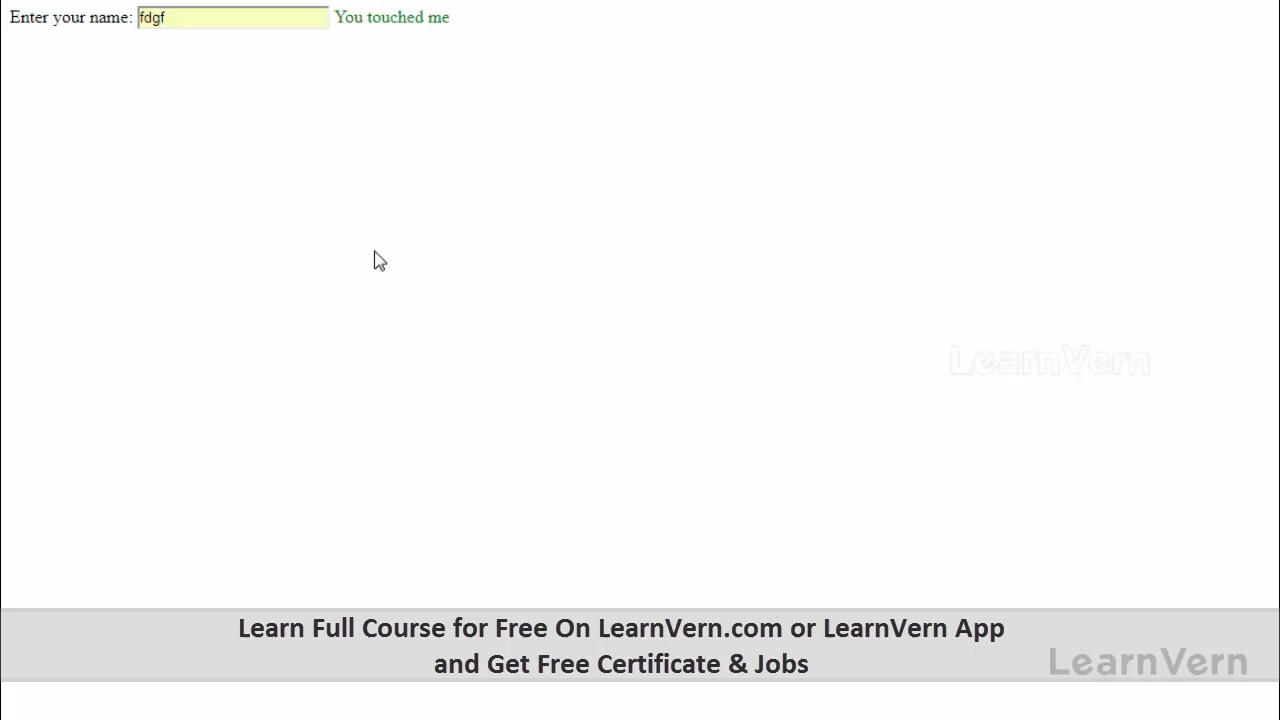 Enter your name: fdgf You touched me
LearnVern
Learn Full Course for Free On LearnVern.com or LearnVern App
and Get Free Certificate & Jobs
LearnVern